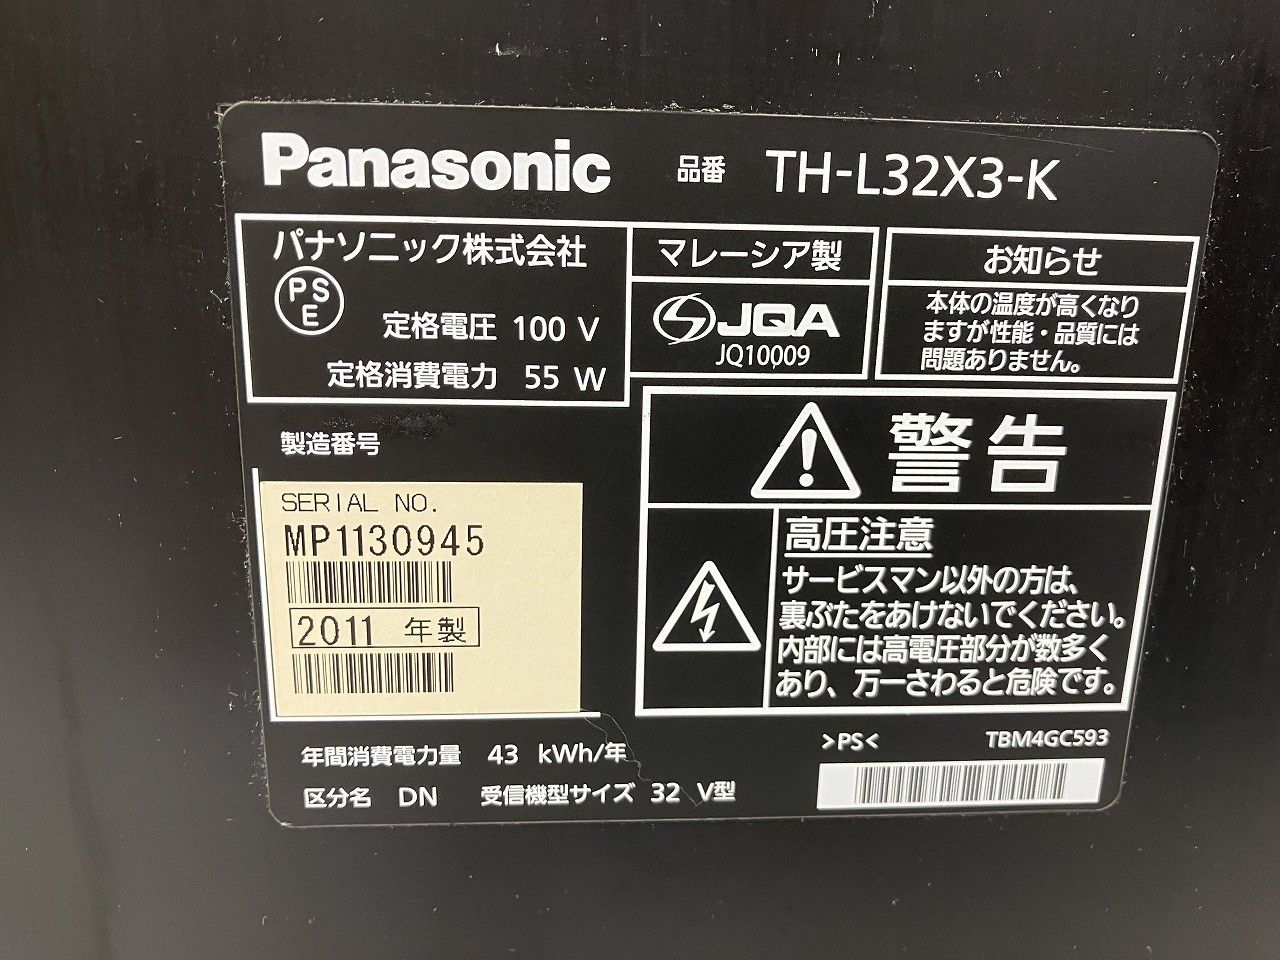 Panasonic 品番 TH-L32X3-K
パナソニック株式会社
PS
E
定格電圧 100 V
定格消費電力 55 W
マレーシア製
JQA
JQ10009
お知らせ
本体の温度が高くなり
ますが性能・品質には
問題ありません。
製造番号
SERIAL NO.
MP1130945
2011 年製
警告
高圧注意
サービスマン以外の方は、
裏ぶたをあけないでください。
内部には高電圧部分が数多く
あり、万一さわると危険です。
年間消費電力量 43 kWh/年
区分名 DN 受信機型サイズ 32 V型
>PS< TBM4GC593